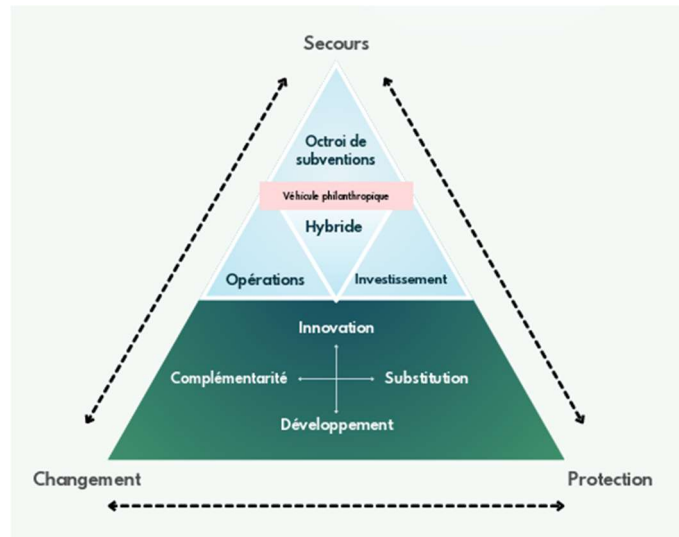 Secours
Octroi de
subventions
Véhicule philanthropique
Hybride
Opérations
Investissement
Innovation
Complémentarité
Substitution
Développement
Changement
Protection